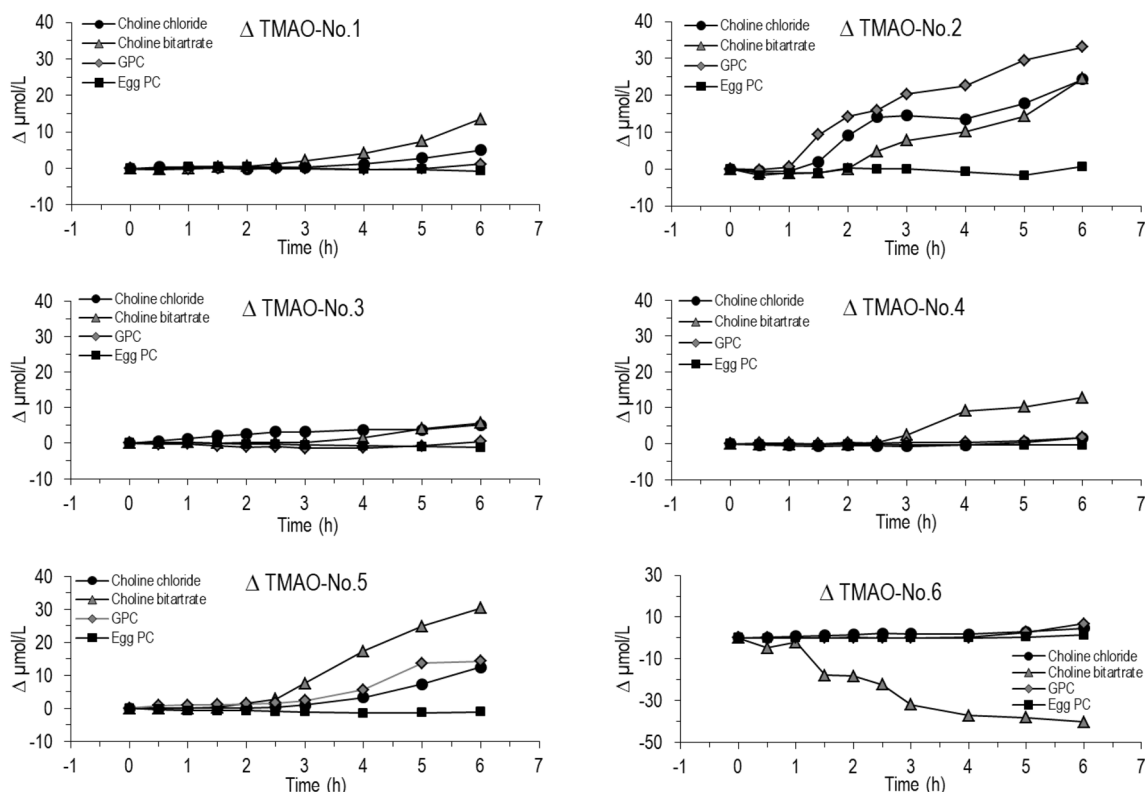 Δ TMAO-No.1
Choline chloride
Choline bitartrate
GPC
Egg PC
Δ µmol/L
40
30
20
10
0
-10
-1 0 1 2 3 4 5 6 7
Time (h)
Δ TMAO-No.2
Choline chloride
Choline bitartrate
GPC
Egg PC
Δ µmol/L
40
30
20
10
0
-10
-1 0 1 2 3 4 5 6 7
Time (h)
Δ TMAO-No.3
Choline chloride
Choline bitartrate
GPC
Egg PC
Δ µmol/L
40
30
20
10
0
-10
-1 0 1 2 3 4 5 6 7
Time (h)
Δ TMAO-No.4
Choline chloride
Choline bitartrate
GPC
Egg PC
Δ µmol/L
40
30
20
10
0
-10
-1 0 1 2 3 4 5 6 7
Time (h)
Δ TMAO-No.5
Choline chloride
Choline bitartrate
GPC
Egg PC
Δ µmol/L
40
30
20
10
0
-10
-1 0 1 2 3 4 5 6 7
Time (h)
Δ TMAO-No.6
Choline chloride
Choline bitartrate
GPC
Egg PC
Δ µmol/L
30
10
-10
-30
-50
-1 0 1 2 3 4 5 6 7
Time (h)